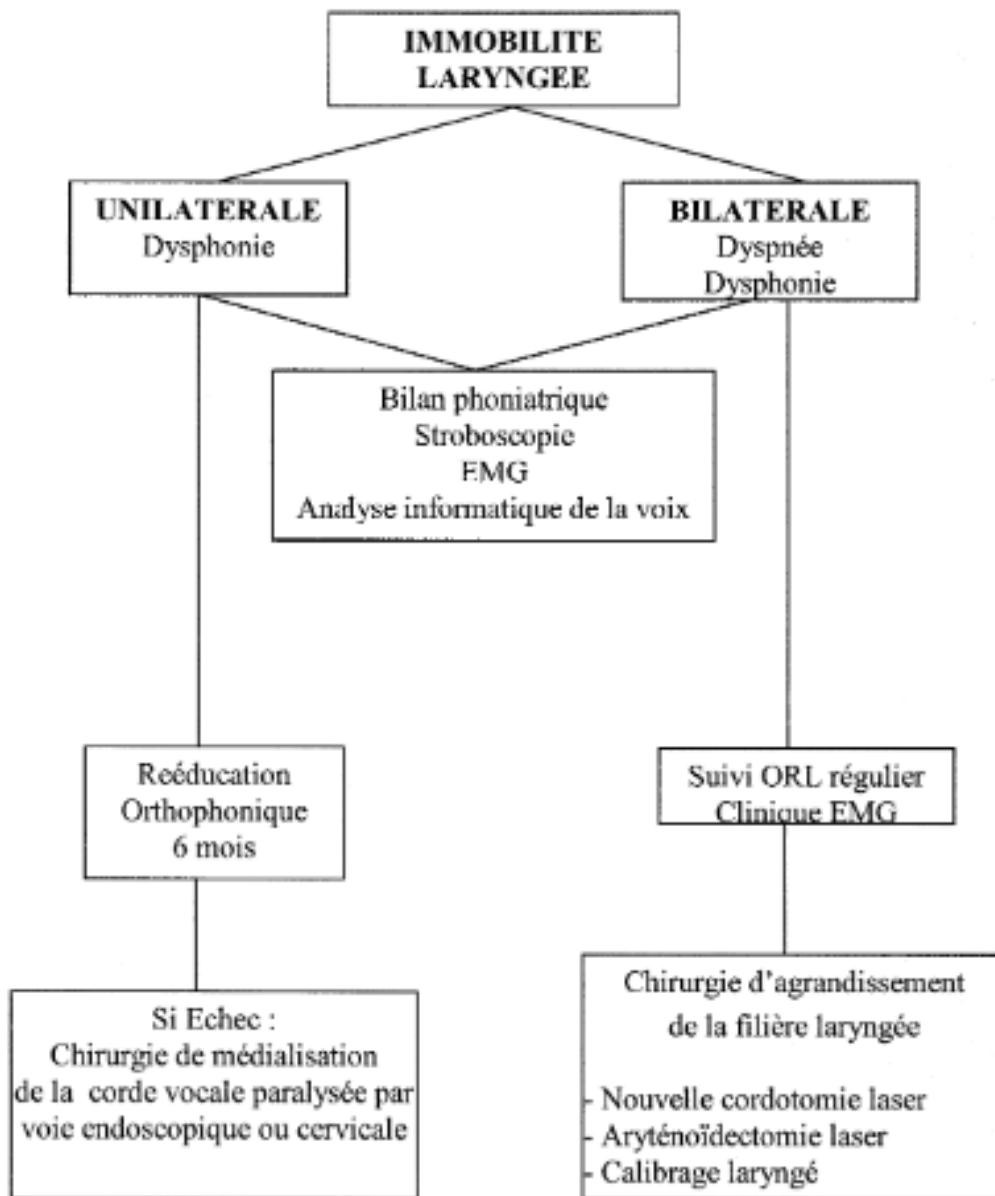 IMMOBILITE
LARYNGEE
UNILATERALE
Dysphonie
BILATERALE
Dyspnée
Dysphonie
Bilan phoniatrique
Stroboscopie
EMG
Analyse informatique de la voix
Reéducation
Orthophonique
6 mois
Suivi ORL régulier
Clinique EMG
Si Echec :
Chirurgie de médialisation
de la corde vocale paralysée par
voie endoscopique ou cervicale
Chirurgie d'agrandissement
de la filière laryngée
- Nouvelle cordotomie laser
- Aryténoïdectomie laser
- Calibrage laryngé